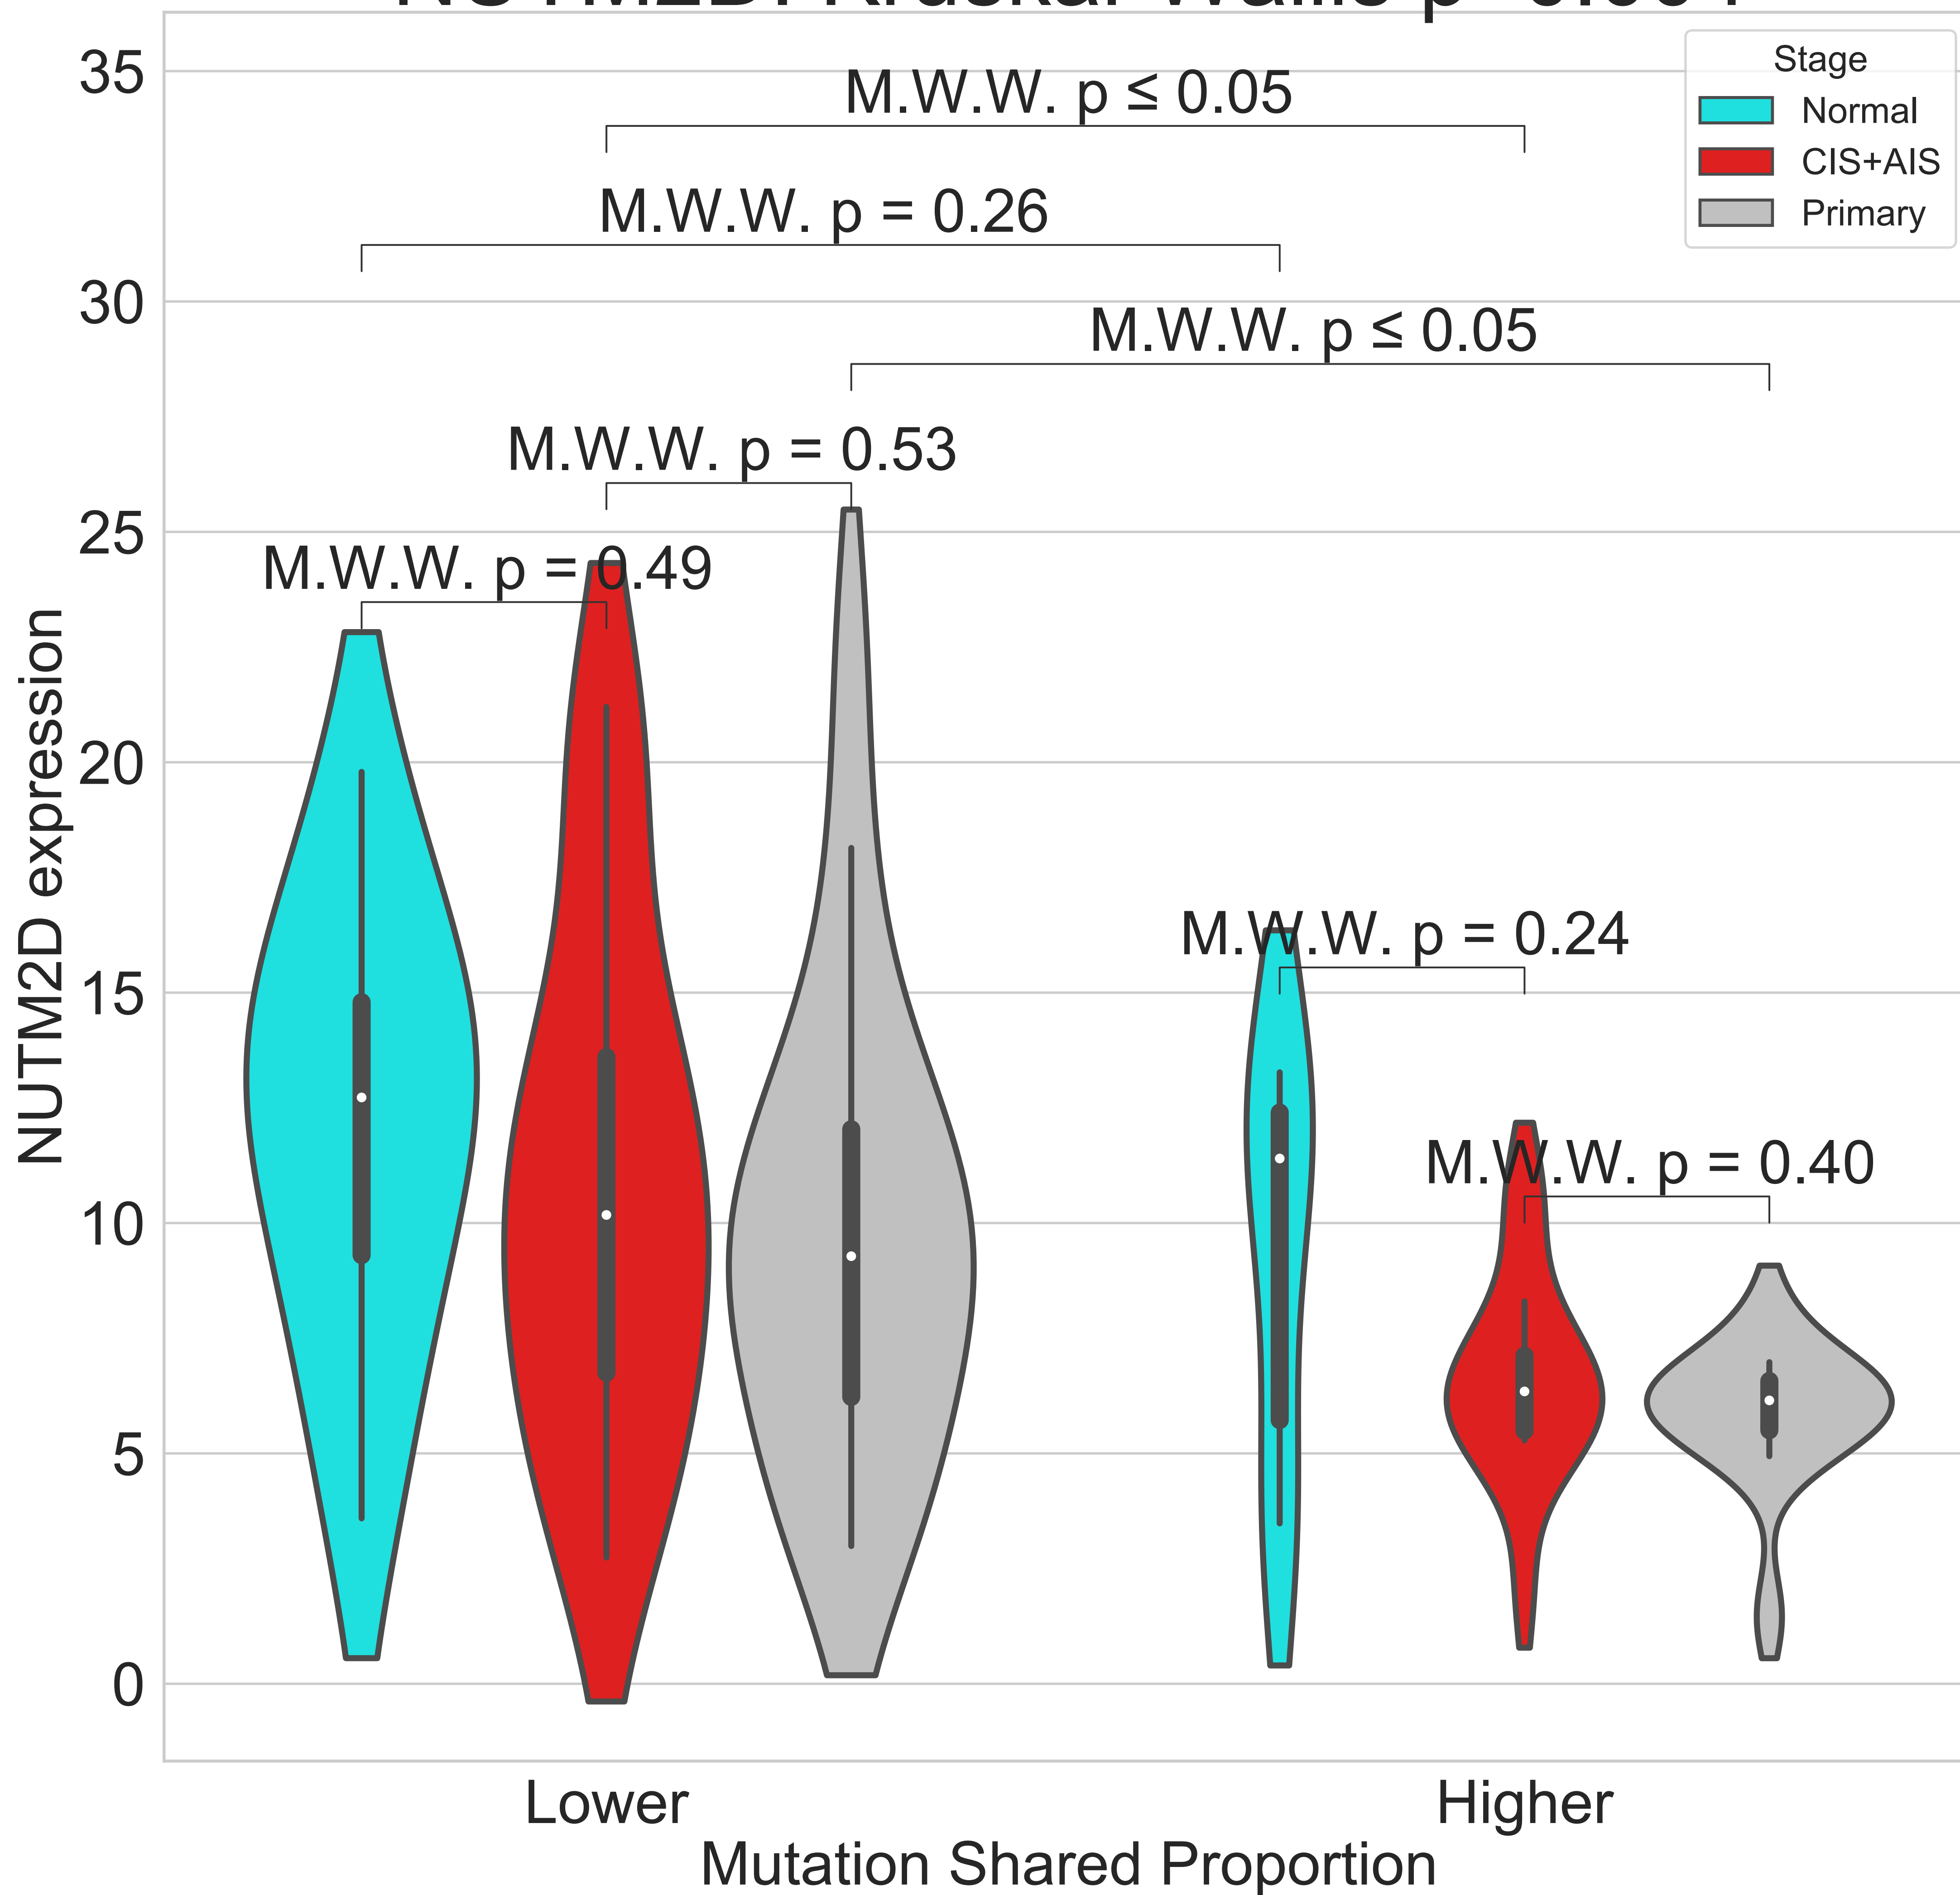 Stage
Normal
CIS+AIS
Primary
M.W.W. p ≤ 0.05
M.W.W. p = 0.26
M.W.W. p ≤ 0.05
M.W.W. p = 0.53
M.W.W. p = 0.49
M.W.W. p = 0.24
M.W.W. p = 0.40
35
30
25
20
15
10
5
0
NUTM2D expression
Lower
Higher
Mutation Shared Proportion